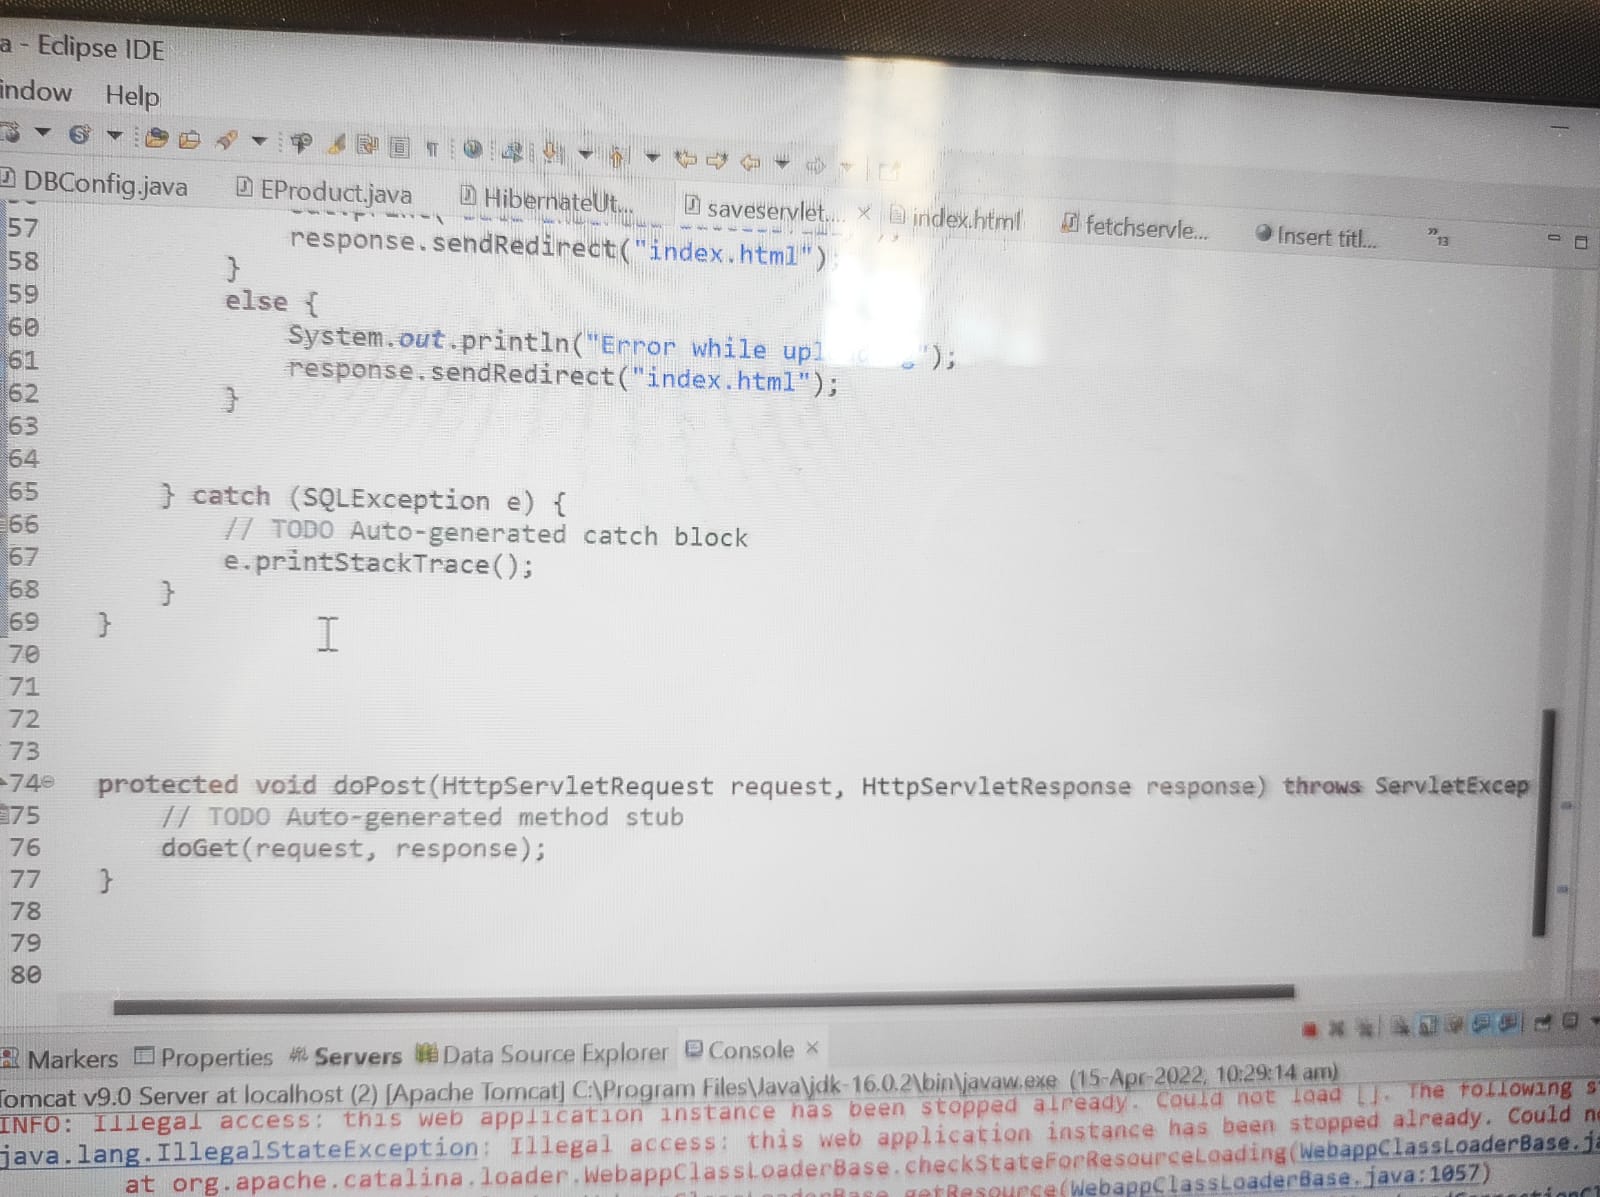 a - Eclipse IDE
indow Help
DBConfig.java EProduct.java HibernateUt... saveservlet.... index.html fetchservle... Insert titl... »13
57 response.sendRedirect("index.html")
58 }
59 else {
60 System.out.println("Error while upl g");
61 response.sendRedirect("index.html");
62 }
63
64
65 } catch (SQLException e) {
66 // TODO Auto-generated catch block
67 e.printStackTrace();
68 }
69 }
70
71
72
73
74 protected void doPost(HttpServletRequest request, HttpServletResponse response) throws ServletExcep
75 // TODO Auto-generated method stub
76 doGet(request, response);
77 }
78
79
80
Markers Properties Servers Data Source Explorer Console
Tomcat v9.0 Server at localhost (2) [Apache Tomcat] C:\Program Files\Java\jdk-16.0.2\bin\javaw.exe (15-Apr-2022, 10:29:14 am)
INFO: Illegal access: this web application instance has been stopped already. Could not load []. The following s
java.lang.IllegalStateException: Illegal access: this web application instance has been stopped already. Could no
at org.apache.catalina.loader.WebappClassLoaderBase.checkStateForResourceLoading(WebappClassLoaderBase.ja
getResource(WebappClassLoaderBase.java:1057)